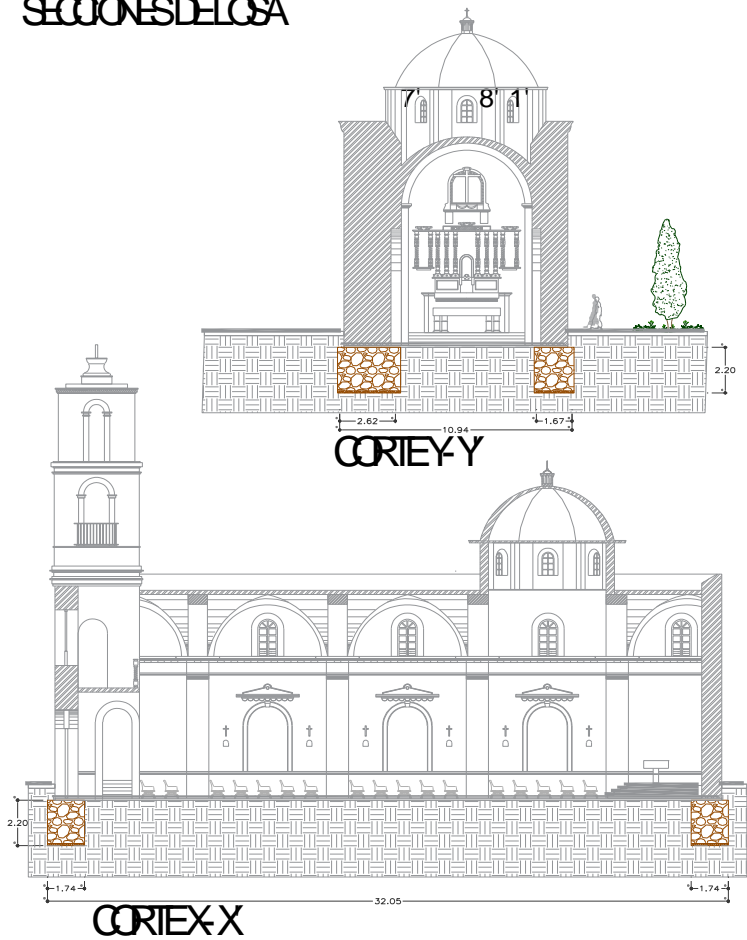 SECCIONES DE LOSA
7' 8' 1'
2.20
2.62 1.67
10.94
CORTE Y-Y'
2.20
1.74 1.74
32.05
CORTE X-X